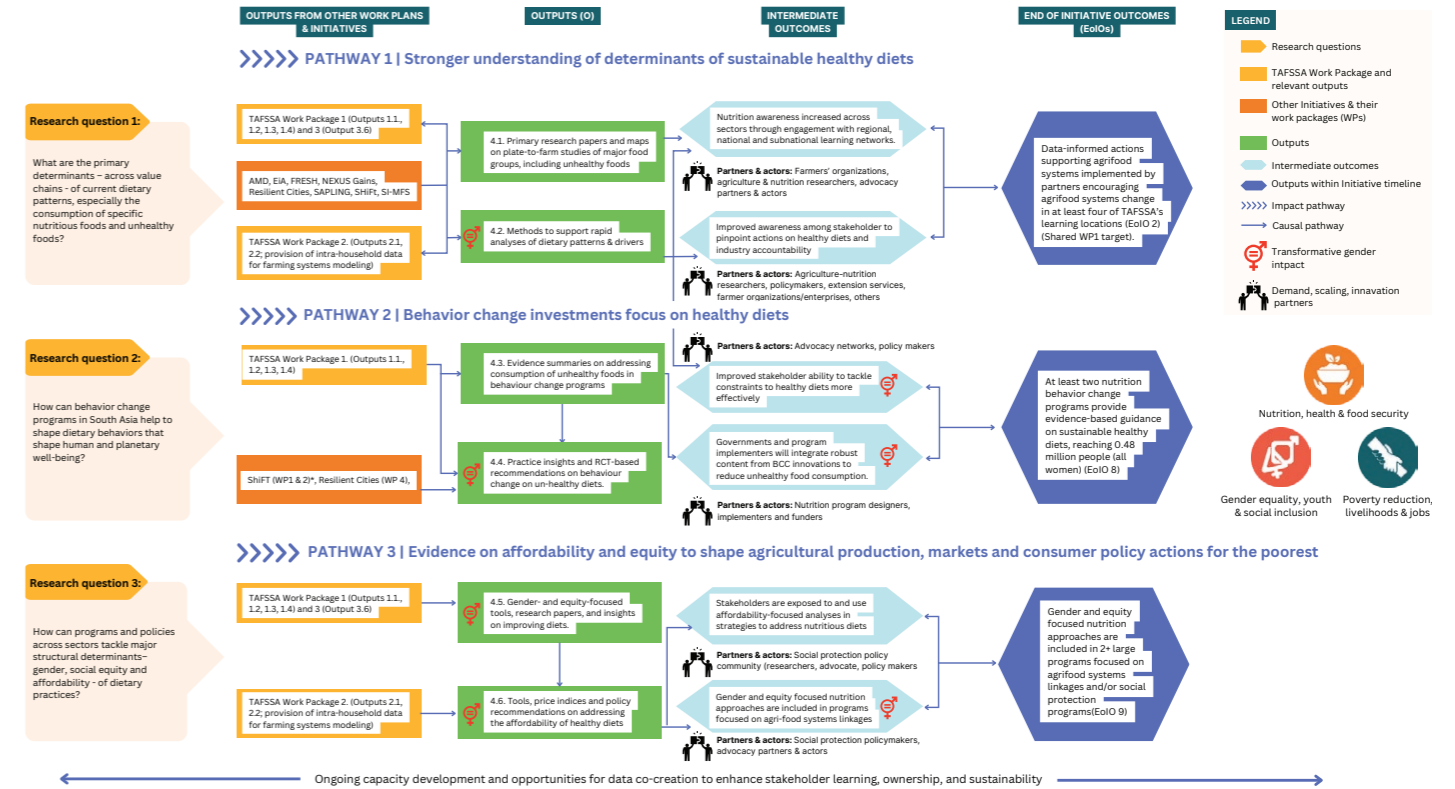 OUTPUTS FROM OTHER WORK PLANS
& INITIATIVES
OUTPUTS (O)
INTERMEDIATE
OUTCOMES
END OF INITIATIVE OUTCOMES
(EoIOs)
LEGEND
Research questions
TAFSSA Work Package and
relevant outputs
Other Initiatives & their
work packages (WPs)
Outputs
Intermediate outcomes
Outputs within Initiative timeline
Impact pathway
Causal pathway
Transformative gender
intpact
Demand, scaling, innavation
partners
PATHWAY 1 | Stronger understanding of determinants of sustainable healthy diets
Research question 1:
What are the primary
determinants – across value
chains - of current dietary
patterns, especially the
consumption of specific
nutritious foods and unhealthy
foods?
TAFSSA Work Package 1 (Outputs 1.1.,
1.2, 1.3, 1.4) and 3 (Output 3.6)
AMD, EiA, FRESH, NEXUS Gains,
Resilient Cities, SAPLING, SHiFt, SI-MFS
TAFSSA Work Package 2. (Outputs 2.1,
2.2; provision of intra-household data
for farming systems modeling)
4.1. Primary research papers and maps
on plate-to-farm studies of major food
groups, including unhealthy foods
4.2. Methods to support rapid
analyses of dietary patterns & drivers
Nutrition awareness increased across
sectors through engagement with regional,
national and subnational learning networks.
Partners & actors: Farmers' organizations,
agriculture & nutrition researchers, advocacy
partners & actors
Improved awareness among stakeholder to
pinpoint actions on healthy diets and
industry accountability
Partners & actors: Agriculture-nutrition
researchers, policymakers, extension services,
farmer organizations/enterprises, others
Data-informed actions
supporting agrifood
systems implemented by
partners encouraging
agrifood systems change
in at least four of TAFSSA's
learning locations (EoIO 2)
(Shared WP1 target).
PATHWAY 2 | Behavior change investments focus on healthy diets
Research question 2:
How can behavior change
programs in South Asia help to
shape dietary behaviors that
shape human and planetary
well-being?
TAFSSA Work Package 1. (Outputs 1.1.,
1.2, 1.3, 1.4)
ShiFT (WP1 & 2)*, Resilient Cities (WP 4),
4.3. Evidence summaries on addressing
consumption of unhealthy foods in
behaviour change programs
4.4. Practice insights and RCT-based
recommendations on behaviour
change on un-healthy diets.
Partners & actors: Advocacy networks, policy makers
Improved stakeholder ability to tackle
constraints to healthy diets more
effectively
Governments and program
implementers will integrate robust
content from BCC innovations to
reduce unhealthy food consumption.
Partners & actors: Nutrition program designers,
implementers and funders
At least two nutrition
behavior change
programs provide
evidence-based guidance
on sustainable healthy
diets, reaching 0.48
million people (all
women) (EoIO 8)
Nutrition, health & food security
Gender equality, youth
& social inclusion
Poverty reduction,
livelihoods & jobs
PATHWAY 3 | Evidence on affordability and equity to shape agricultural production, markets and consumer policy actions for the poorest
Research question 3:
How can programs and policies
across sectors tackle major
structural determinants–
gender, social equity and
affordability - of dietary
practices?
TAFSSA Work Package 1 (Outputs 1.1.,
1.2, 1.3, 1.4) and 3 (Output 3.6)
TAFSSA Work Package 2. (Outputs 2.1,
2.2; provision of intra-household data
for farming systems modeling)
4.5. Gender- and equity-focused
tools, research papers, and insights
on improving diets.
4.6. Tools, price indices and policy
recommendations on addressing
the affordability of healthy diets
Stakeholders are exposed to and use
affordability-focused analyses in
strategies to address nutritious diets
Partners & actors: Social protection policy
community (researchers, advocate, policy makers
Gender and equity focused nutrition
approaches are included in programs
focused on agri-food systems linkages
Partners & actors: Social protection policymakers,
advocacy partners & actors
Gender and equity
focused nutrition
approaches are
included in 2+ large
programs focused on
agrifood systems
linkages and/or social
protection
programs(EoIO 9)
Ongoing capacity development and opportunities for data co-creation to enhance stakeholder learning, ownership, and sustainability